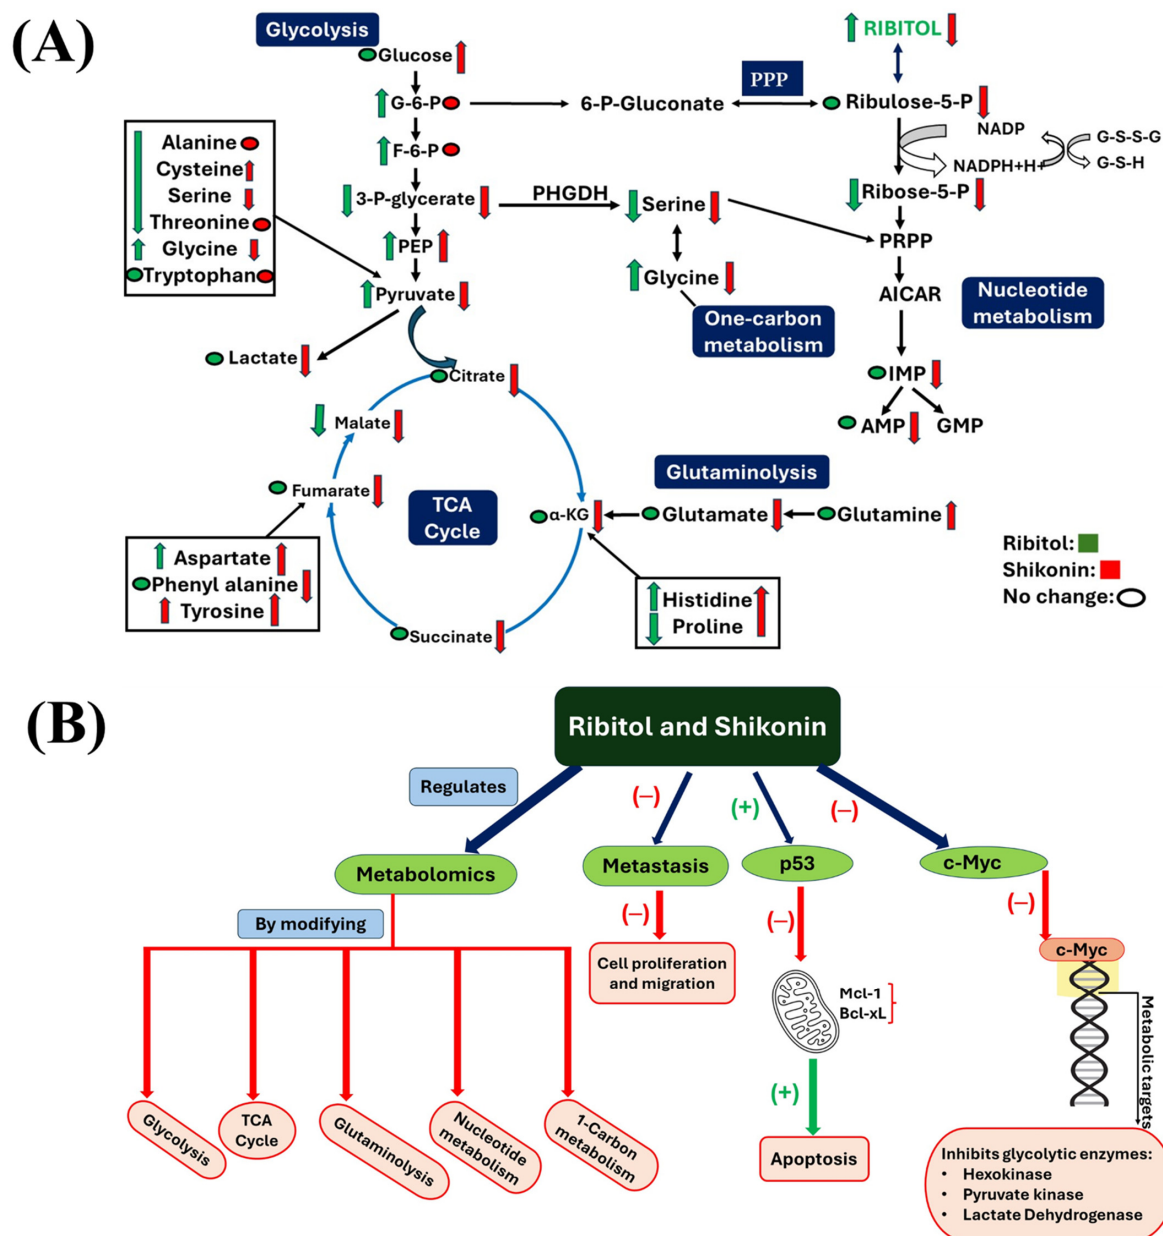 (A)
Glycolysis
Glucose
G-6-P
F-6-P
3-P-glycerate
PEP
Pyruvate
Lactate
Alanine
Cysteine
Serine
Threonine
Glycine
Tryptophan
PHGDH
Serine
Glycine
One-carbon
metabolism
6-P-Gluconate
PPP
RIBITOL
Ribulose-5-P
NADP
NADPH+H+
G-S-S-G
G-S-H
Ribose-5-P
PRPP
AICAR
IMP
AMP
GMP
Nucleotide
metabolism
Citrate
Malate
Fumarate
Succinate
α-KG
TCA
Cycle
Glutaminolysis
Glutamate
Glutamine
Aspartate
Phenyl alanine
Tyrosine
Histidine
Proline
Ribitol:
Shikonin:
No change:
(B)
Ribitol and Shikonin
Regulates
(–)
(+)
(–)
Metabolomics
Metastasis
p53
c-Myc
By modifying
(–)
(–)
(–)
Cell proliferation
and migration
Mcl-1
Bcl-xL
c-Myc
Metabolic targets
(+)
Glycolysis
TCA
Cycle
Glutaminolysis
Nucleotide
metabolism
1-Carbon
metabolism
Apoptosis
Inhibits glycolytic enzymes:
• Hexokinase
• Pyruvate kinase
• Lactate Dehydrogenase